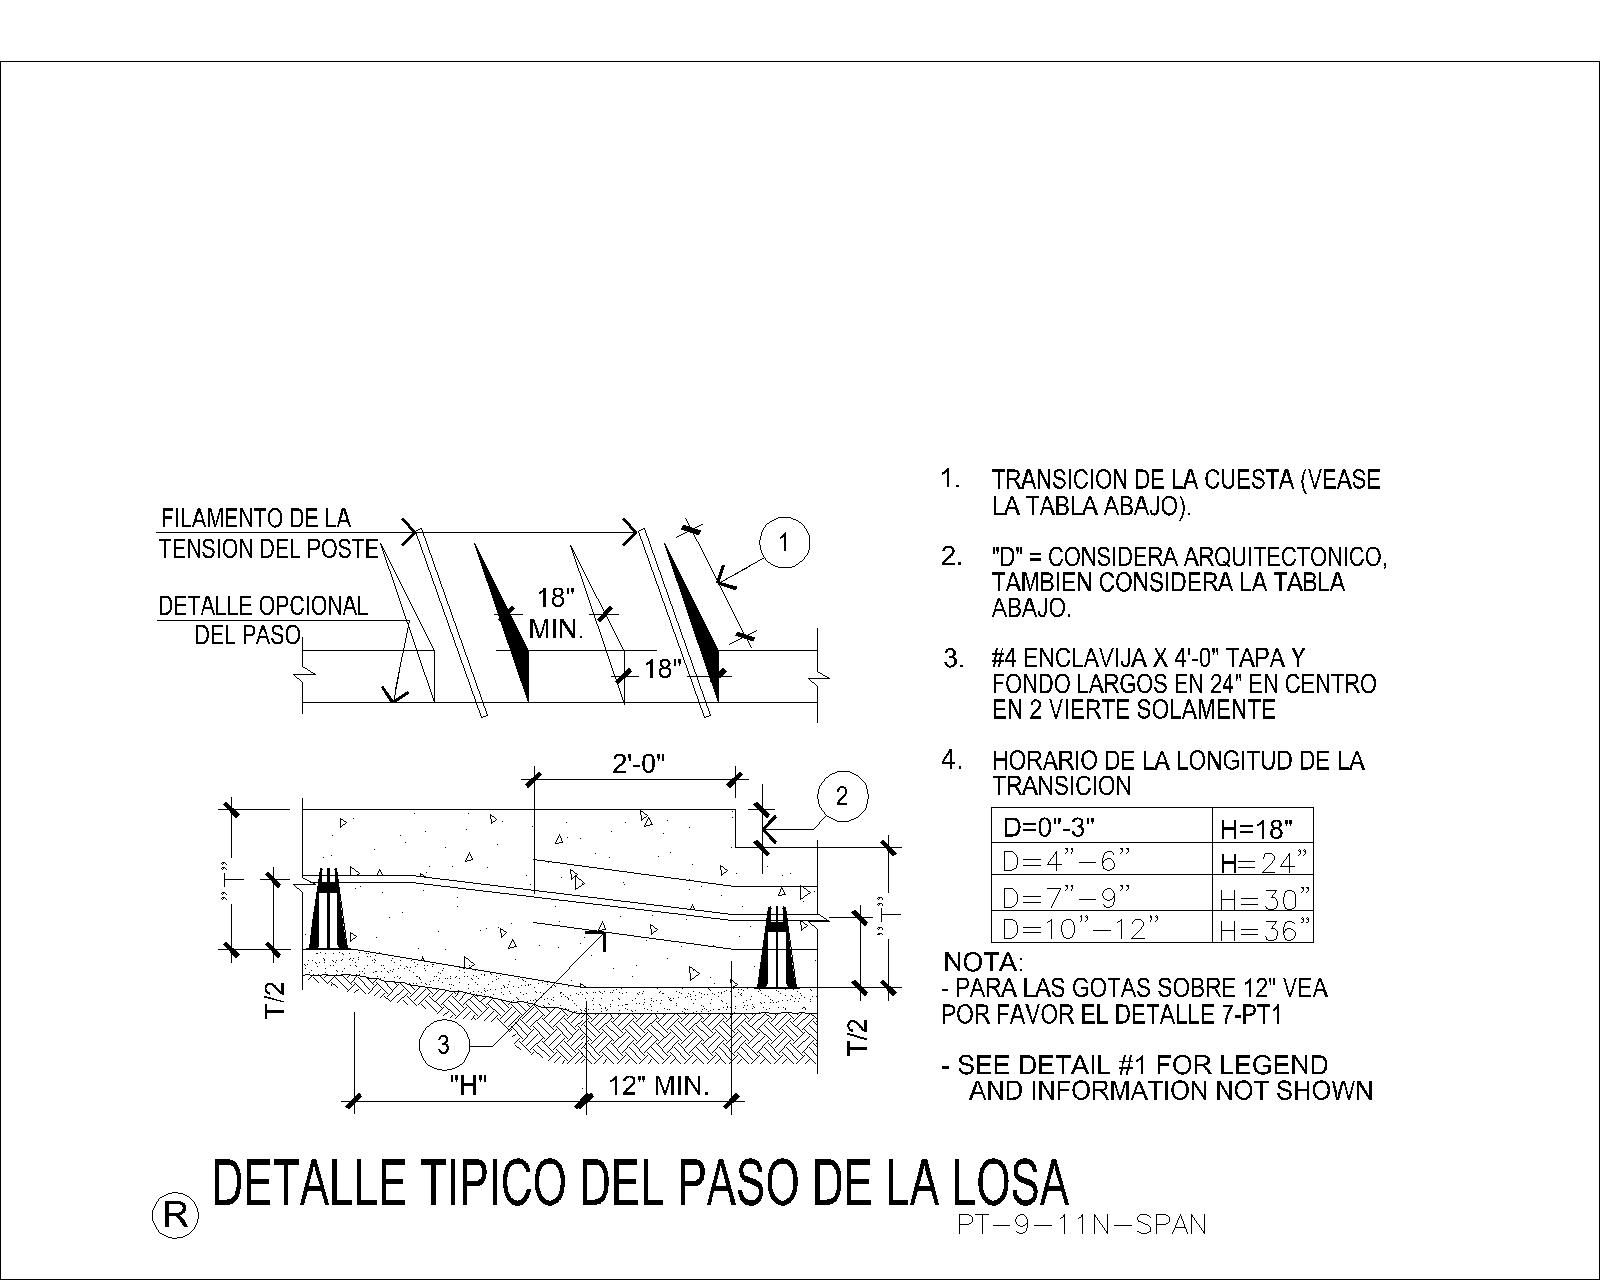 FILAMENTO DE LA
TENSION DEL POSTE
DETALLE OPCIONAL
DEL PASO
18"
MIN.
18"
1
2'-0"
2
"T"
T/2
"T"
T/2
3
"H"
12" MIN.
1. TRANSICION DE LA CUESTA (VEASE
LA TABLA ABAJO).
2. "D" = CONSIDERA ARQUITECTONICO,
TAMBIEN CONSIDERA LA TABLA
ABAJO.
3. #4 ENCLAVIJA X 4'-0" TAPA Y
FONDO LARGOS EN 24" EN CENTRO
EN 2 VIERTE SOLAMENTE
4. HORARIO DE LA LONGITUD DE LA
TRANSICION
D=0"-3" H=18"
D=4"-6" H=24"
D=7"-9" H=30"
D=10"-12" H=36"
NOTA:
- PARA LAS GOTAS SOBRE 12" VEA
POR FAVOR EL DETALLE 7-PT1
- SEE DETAIL #1 FOR LEGEND
AND INFORMATION NOT SHOWN
R DETALLE TIPICO DEL PASO DE LA LOSA
PT-9-11N-SPAN